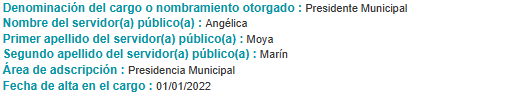 Denominación del cargo o nombramiento otorgado : Presidente Municipal
Nombre del servidor(a) público(a) : Angélica
Primer apellido del servidor(a) público(a) : Moya
Segundo apellido del servidor(a) público(a) : Marín
Área de adscripción : Presidencia Municipal
Fecha de alta en el cargo : 01/01/2022